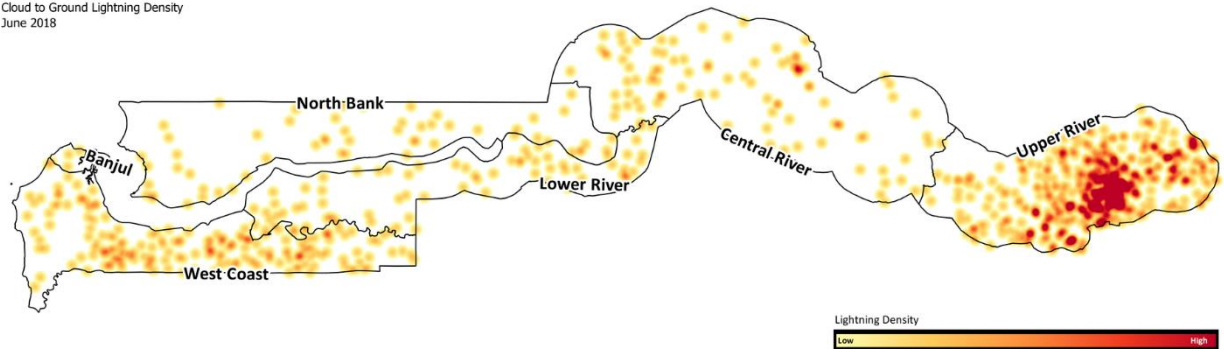 Cloud to Ground Lightning Density
June 2018
North Bank
Banjul
Upper River
Central River
Lower River
West Coast
Lightning Density
Low
High